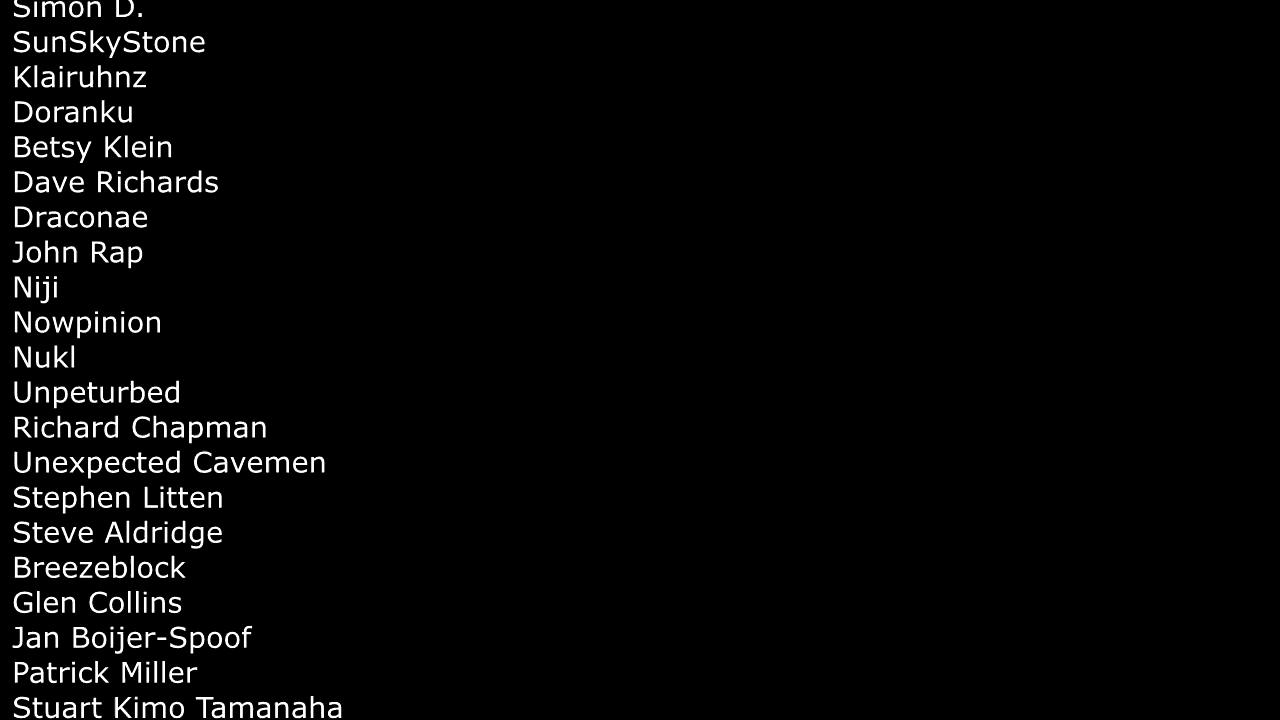 Simon D.
SunSkyStone
Klairuhnz
Doranku
Betsy Klein
Dave Richards
Draconae
John Rap
Niji
Nowpinion
Nukl
Unpeturbed
Richard Chapman
Unexpected Cavemen
Stephen Litten
Steve Aldridge
Breezeblock
Glen Collins
Jan Boijer-Spoof
Patrick Miller
Stuart Kimo Tamanaha